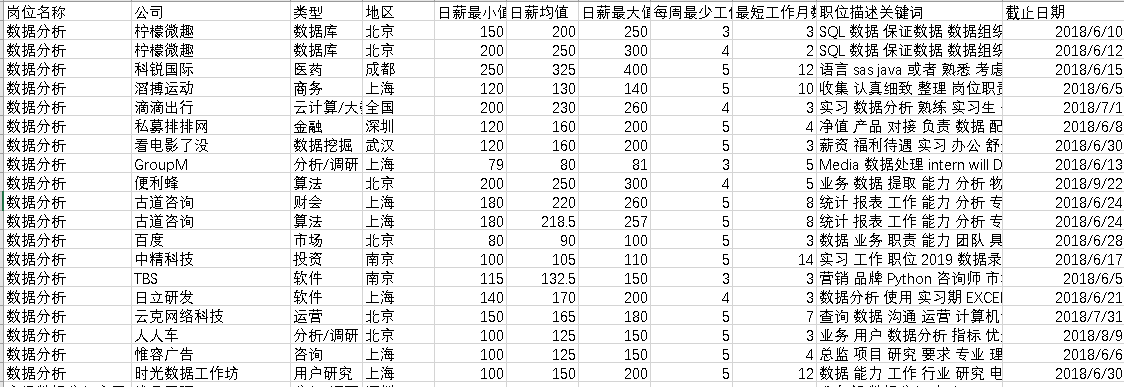 岗位名称 公司 类型 地区 日薪最小值 日薪均值 日薪最大值 每周最少工作 最短工作月数 职位描述关键词 截止日期
数据分析 柠檬微趣 数据库 北京 150 200 250 3 3 SQL 数据 保证数据 数据组织 2018/6/10
数据分析 柠檬微趣 数据库 北京 200 250 300 4 2 SQL 数据 保证数据 数据组织 2018/6/12
数据分析 科锐国际 医药 成都 250 325 400 5 12 语言 sas java 或者 熟悉 考虑 2018/6/15
数据分析 滔搏运动 商务 上海 120 130 140 5 10 收集 认真细致 整理 岗位职责 2018/6/5
数据分析 滴滴出行 云计算/大数 全国 200 230 260 4 3 实习 数据分析 熟练 实习生 2018/7/1
数据分析 私募排排网 金融 深圳 120 160 200 5 4 净值 产品 对接 负责 数据 配 2018/6/8
数据分析 看电影了没 数据挖掘 武汉 120 160 200 5 3 薪资 福利待遇 实习 办公 舒 2018/6/30
数据分析 GroupM 分析/调研 上海 79 80 81 3 5 Media 数据处理 intern will D 2018/6/13
数据分析 便利蜂 算法 北京 200 250 300 4 5 业务 数据 提取 能力 分析 物 2018/9/22
数据分析 古道咨询 财会 上海 180 220 260 5 8 统计 报表 工作 能力 分析 专 2018/6/24
数据分析 古道咨询 算法 上海 180 218.5 257 5 8 统计 报表 工作 能力 分析 专 2018/6/24
数据分析 百度 市场 北京 80 90 100 5 3 数据 业务 职责 能力 团队 具 2018/6/28
数据分析 中精科技 投资 南京 100 105 110 5 14 实习 工作 职位 2019 数据录 2018/6/17
数据分析 TBS 软件 南京 115 132.5 150 3 3 营销 品牌 Python 咨询师 市 2018/6/5
数据分析 日立研发 软件 上海 140 170 200 4 3 数据分析 使用 实习期 EXCE 2018/6/21
数据分析 云克网络科技 运营 北京 150 165 180 5 7 查询 数据 沟通 运营 计算机 2018/7/31
数据分析 人人车 分析/调研 北京 100 125 150 5 3 业务 用户 数据分析 指标 优 2018/8/9
数据分析 惟容广告 咨询 上海 100 125 150 5 4 总监 项目 研究 要求 专业 理 2018/6/6
数据分析 时光数据工作坊 用户研究 上海 100 150 200 5 12 数据 能力 工作 行业 研究 电 2018/6/30